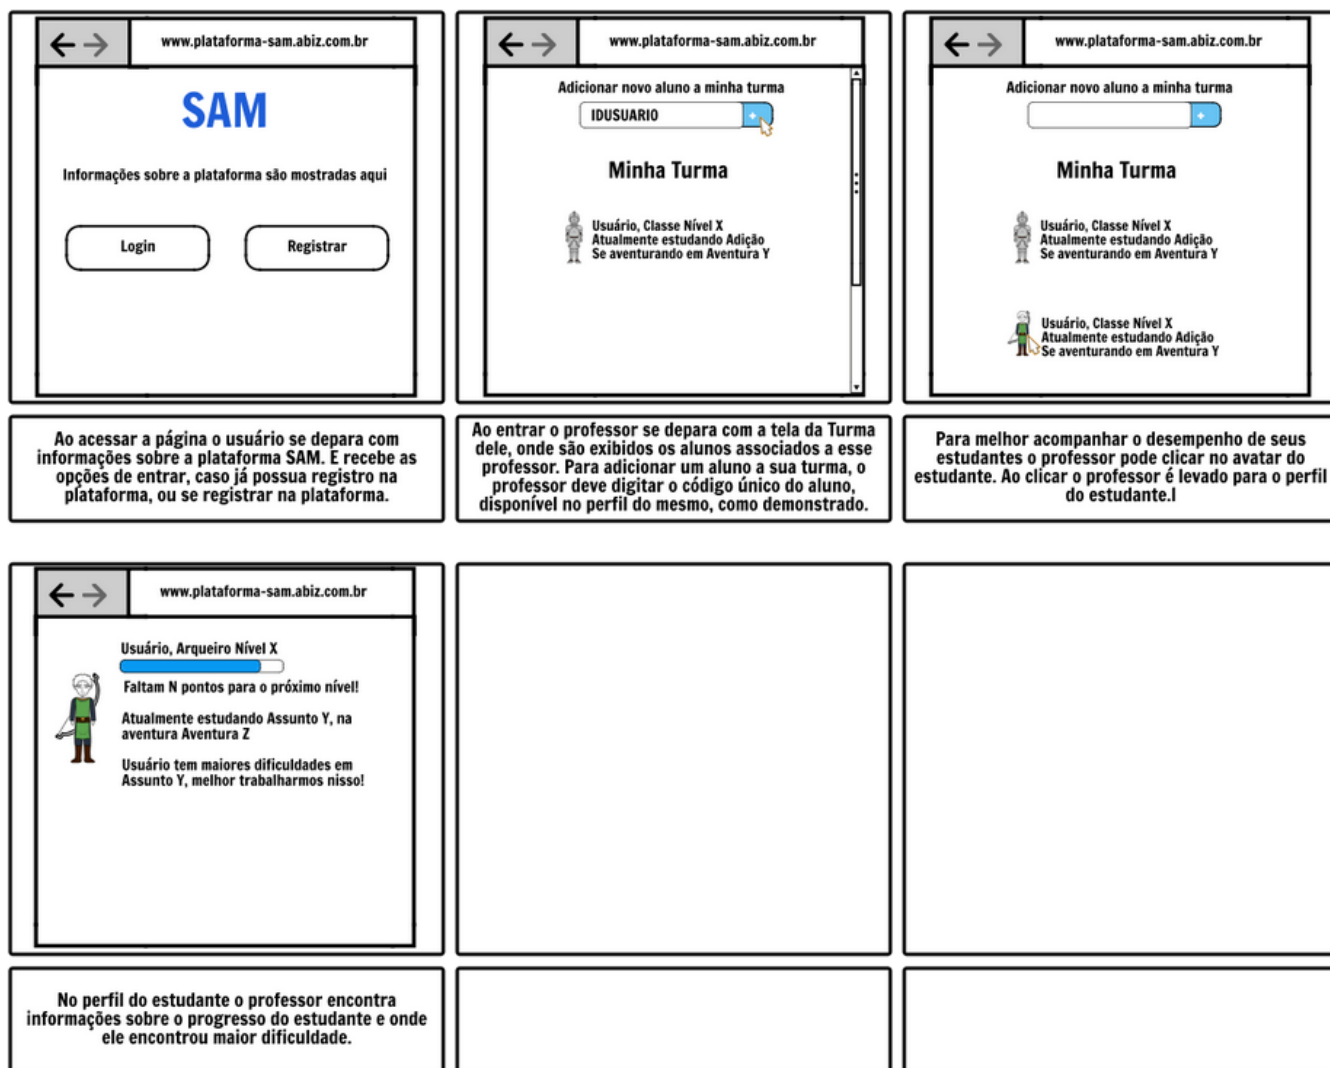 www.plataforma-sam.abiz.com.br
SAM
Informações sobre a plataforma são mostradas aqui
Login
Registrar
Ao acessar a página o usuário se depara com
informações sobre a plataforma SAM. E recebe as
opções de entrar, caso já possua registro na
plataforma, ou se registrar na plataforma.
www.plataforma-sam.abiz.com.br
Adicionar novo aluno a minha turma
IDUSUARIO
+
Minha Turma
Usuário, Classe Nível X
Atualmente estudando Adição
Se aventurando em Aventura Y
Ao entrar o professor se depara com a tela da Turma
dele, onde são exibidos os alunos associados a esse
professor. Para adicionar um aluno a sua turma, o
professor deve digitar o código único do aluno,
disponível no perfil do mesmo, como demonstrado.
www.plataforma-sam.abiz.com.br
Adicionar novo aluno a minha turma
+
Minha Turma
Usuário, Classe Nível X
Atualmente estudando Adição
Se aventurando em Aventura Y
Usuário, Classe Nível X
Atualmente estudando Adição
Se aventurando em Aventura Y
Para melhor acompanhar o desempenho de seus
estudantes o professor pode clicar no avatar do
estudante. Ao clicar o professor é levado para o perfil
do estudante.l
www.plataforma-sam.abiz.com.br
Usuário, Arqueiro Nível X
Faltam N pontos para o próximo nível!
Atualmente estudando Assunto Y, na
aventura Aventura Z
Usuário tem maiores dificuldades em
Assunto Y, melhor trabalharmos nisso!
No perfil do estudante o professor encontra
informações sobre o progresso do estudante e onde
ele encontrou maior dificuldade.